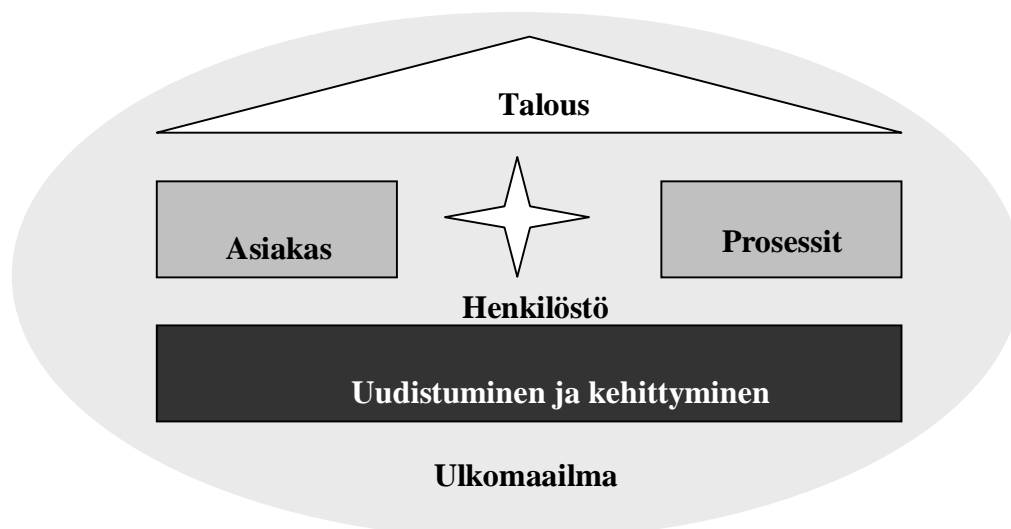 Talous
Asiakas
Prosessit
Henkilöstö
Uudistuminen ja kehittyminen
Ulkomaailma